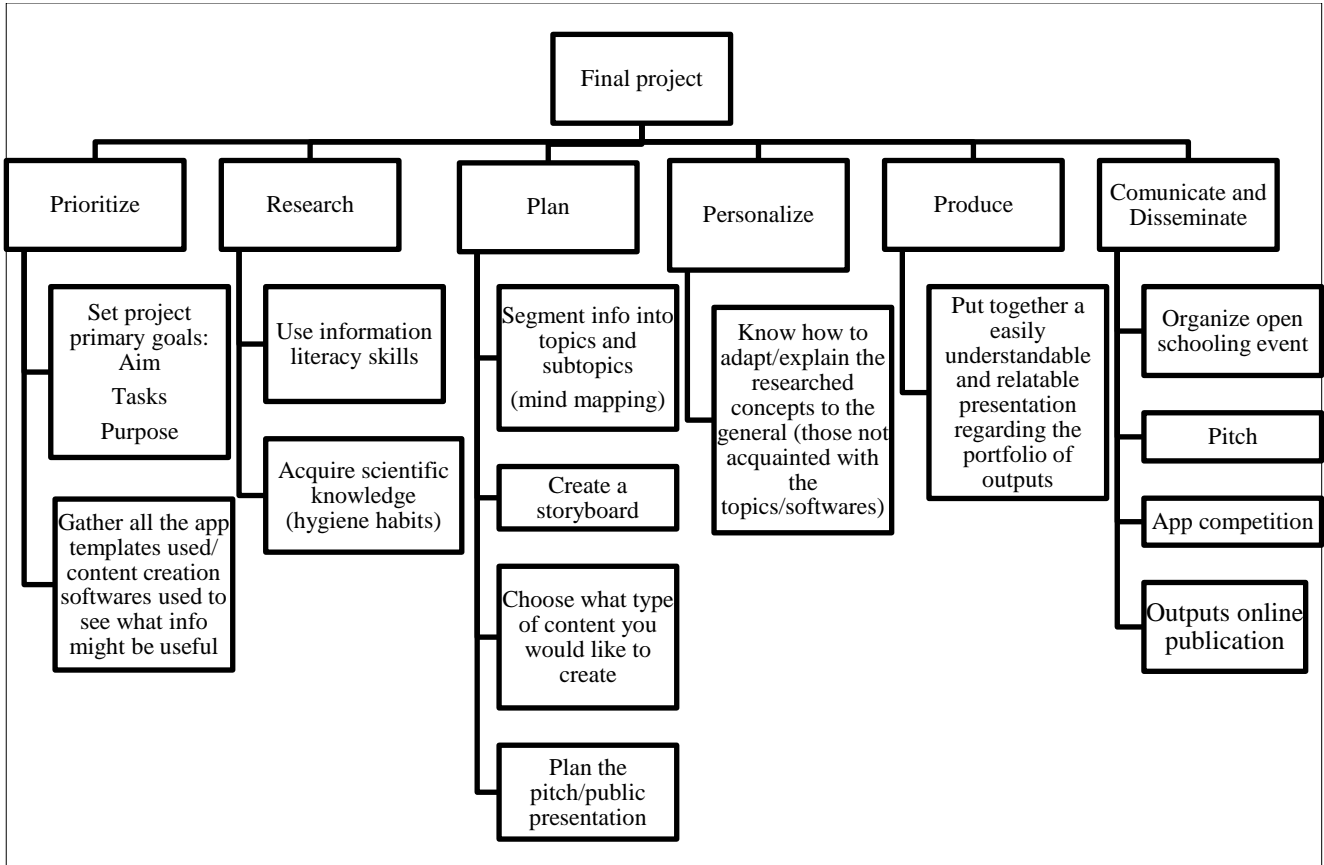 Final project
Prioritize
Set project
primary goals:
Aim
Tasks
Purpose
Gather all the app
templates used/
content creation
softwares used to
see what info
might be useful
Research
Use information
literacy skills
Acquire scientific
knowledge
(hygiene habits)
Plan
Segment info into
topics and
subtopics
(mind mapping)
Create a
storyboard
Choose what type
of content you
would like to
create
Plan the
pitch/public
presentation
Personalize
Know how to
adapt/explain the
researched
concepts to the
general (those not
acquainted with
the
topics/softwares)
Produce
Put together a
easily
understandable
and relatable
presentation
regarding the
portfolio of
outputs
Comunicate and
Disseminate
Organize open
schooling event
Pitch
App competition
Outputs online
publication